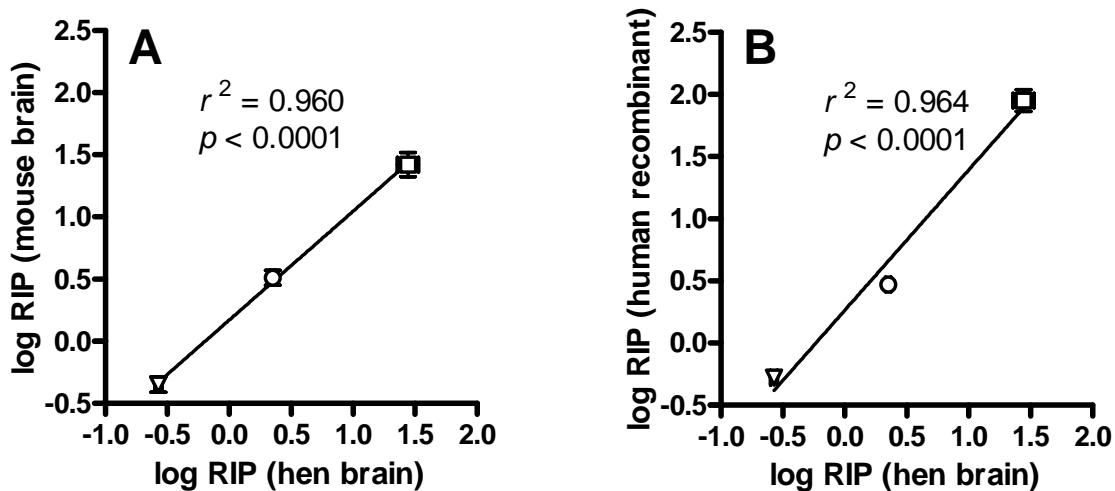 A
r² = 0.960
p < 0.0001
log RIP (mouse brain)
2.5
2.0
1.5
1.0
0.5
0.0
-0.5
-1.0 -0.5 0.0 0.5 1.0 1.5 2.0
log RIP (hen brain)
B
r² = 0.964
p < 0.0001
log RIP (human recombinant)
2.5
2.0
1.5
1.0
0.5
0.0
-0.5
-1.0 -0.5 0.0 0.5 1.0 1.5 2.0
log RIP (hen brain)